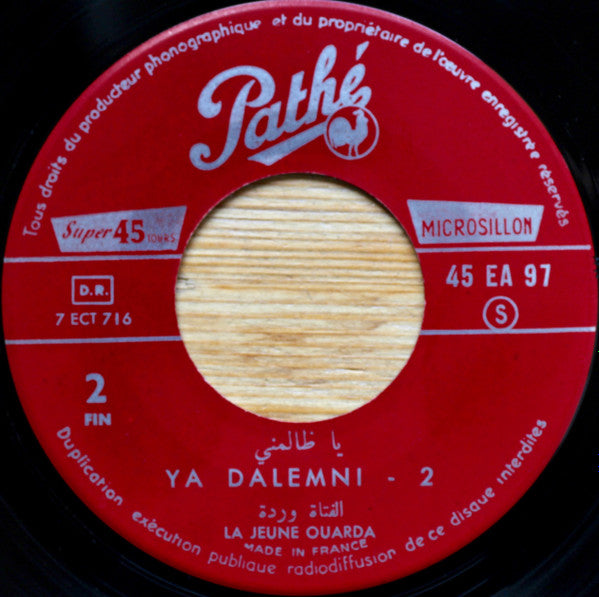 Tous droits du producteur phonographique et du propriétaire de l'œuvre enregistrée réservés
Pathé
Super 45 TOURS
MICROSILLON
D.R.
7 ECT 716
45 EA 97
S
2
FIN
يا ظالمني
YA DALEMNI - 2
الفتاة وردة
LA JEUNE OUARDA
MADE IN FRANCE
Duplication exécution publique radiodiffusion de ce disque interdites